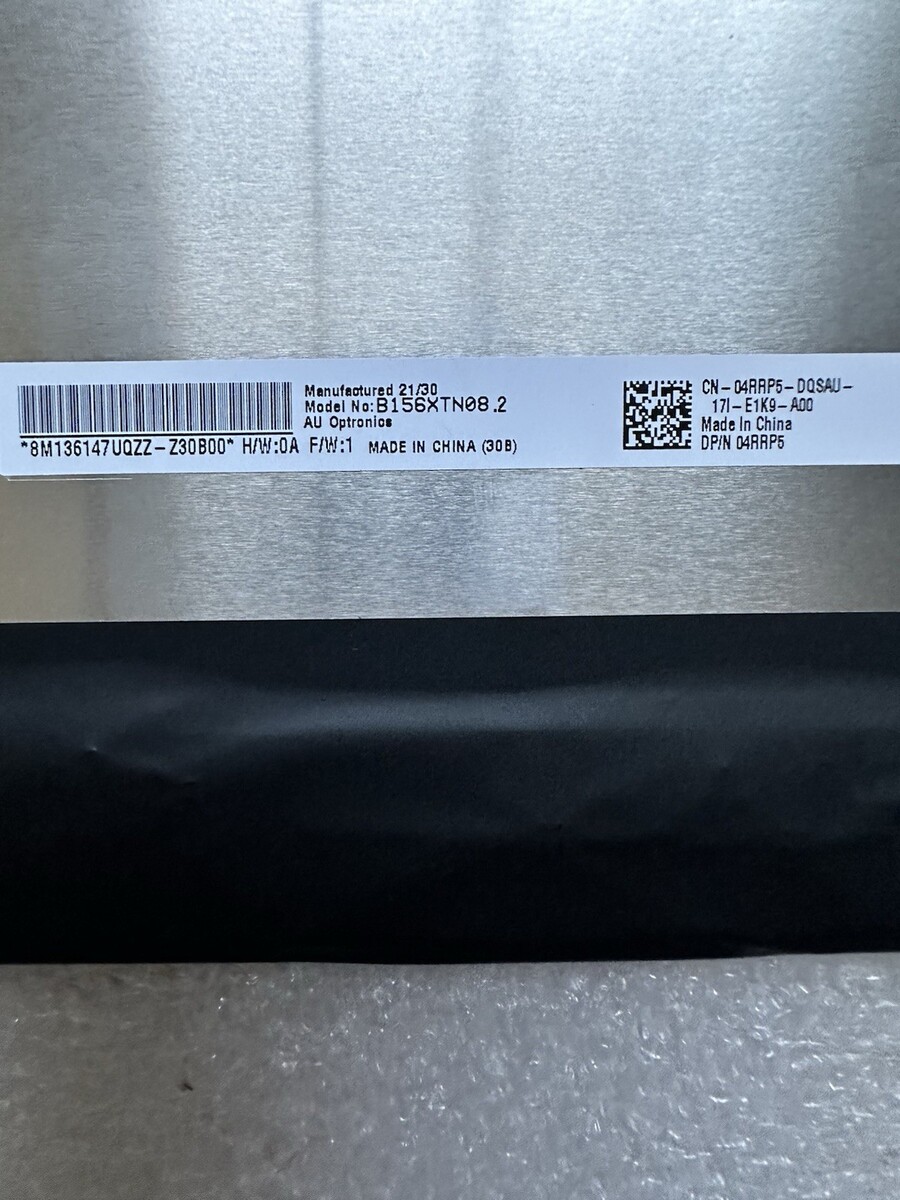 Manufactured 21/30
Model No:B156XTN08.2
AU Optronics
*8M136147UQZZ-Z30B00* H/W:0A F/W:1 MADE IN CHINA (30B)
CN-04RRP5-DQSAU-
17I-E1K9-A00
Made In China
DP/N 04RRP5